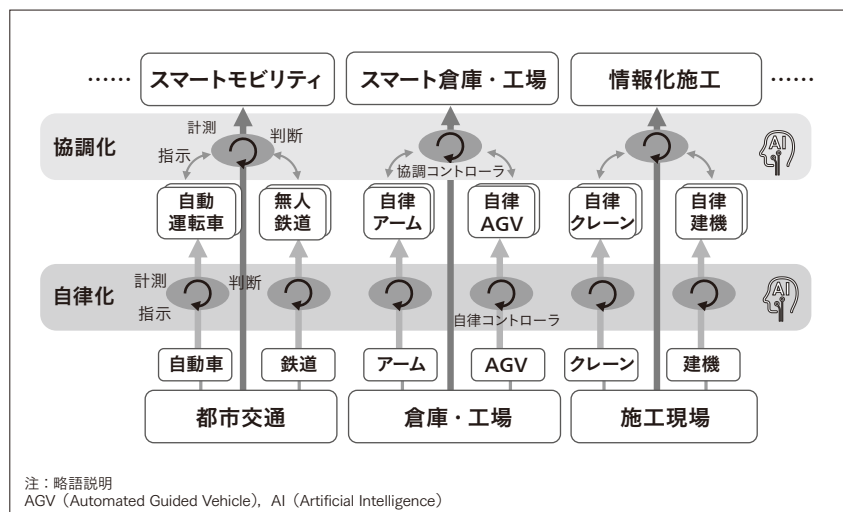 …… スマートモビリティ スマート倉庫・工場 情報化施工 ……
計測 判断
協調化
指示 協調コントローラ AI
自動
運転車
無人
鉄道
自律
アーム
自律
AGV
自律
クレーン
自律
建機
計測 判断
自律化 AI
指示 自律コントローラ
自動車 鉄道 アーム AGV クレーン 建機
都市交通 倉庫・工場 施工現場
注：略語説明
AGV（Automated Guided Vehicle），AI（Artificial Intelligence）